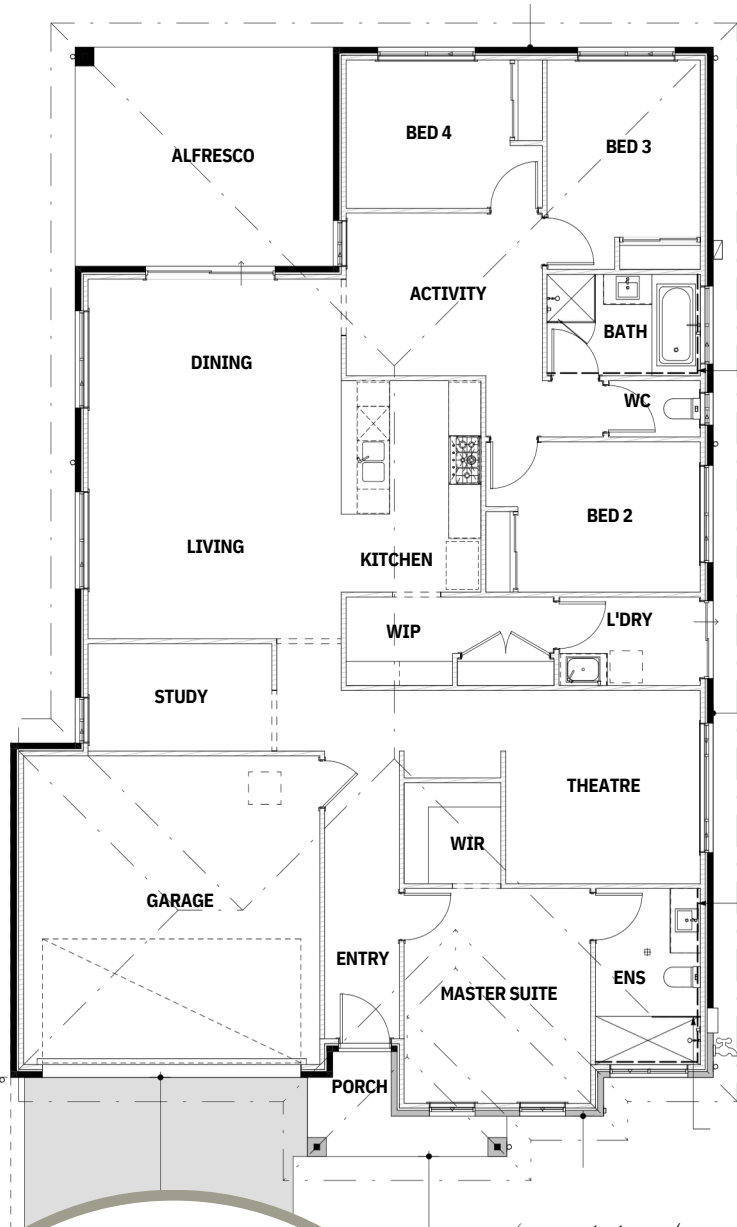 BED 4
BED 3
ALFRESCO
ACTIVITY
BATH
DINING
WC
BED 2
LIVING
KITCHEN
L'DRY
WIP
STUDY
THEATRE
WIR
GARAGE
ENTRY
ENS
MASTER SUITE
PORCH